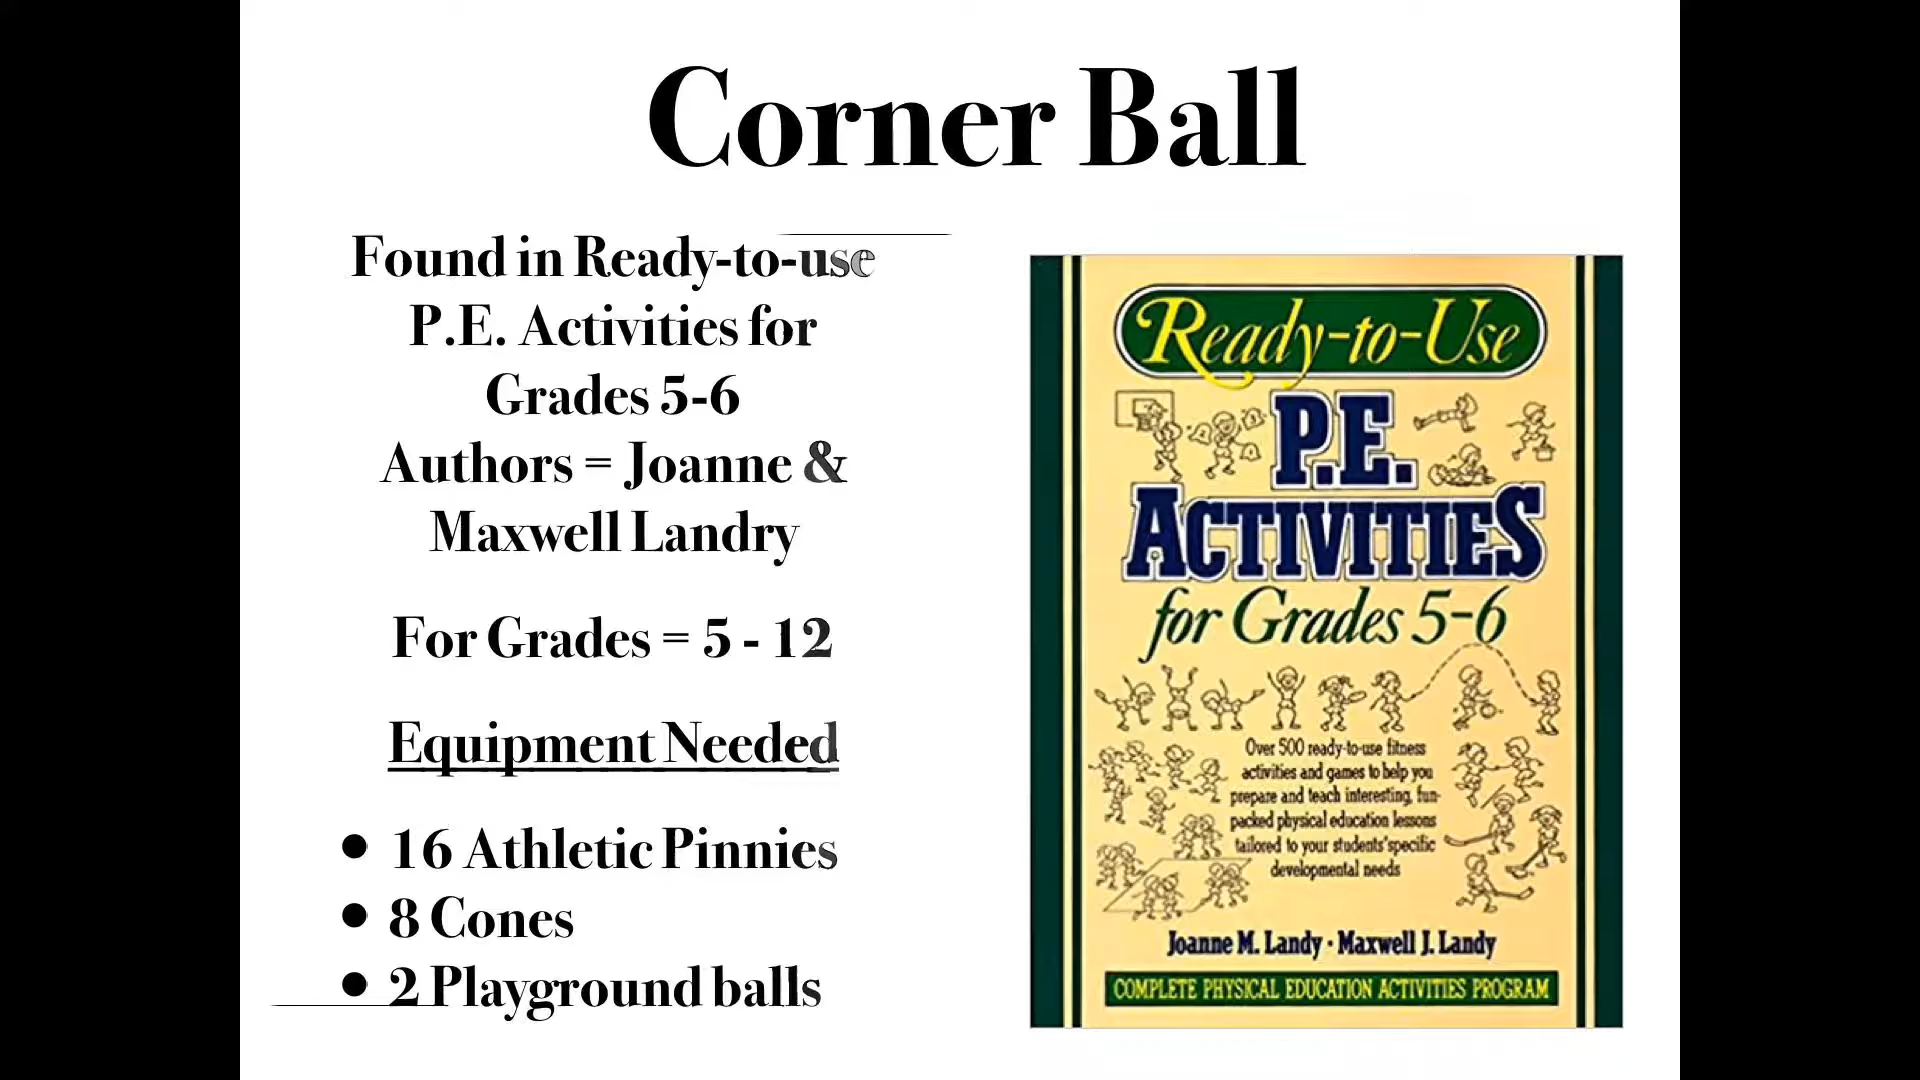 Corner Ball
Found in Ready-to-use
P.E. Activities for
Grades 5-6
Authors = Joanne &
Maxwell Landry
For Grades = 5 - 12
Equipment Needed
• 16 Athletic Pinnies
• 8 Cones
• 2 Playground balls
Ready-to-Use
P.E.
ACTIVITIES
for Grades 5-6
Over 500 ready-to-use fitness
activities and games to help you
prepare and teach interesting, fun-
packed physical education lessons
tailored to your students' specific
developmental needs
Joanne M. Landy · Maxwell J. Landy
COMPLETE PHYSICAL EDUCATION ACTIVITIES PROGRAM